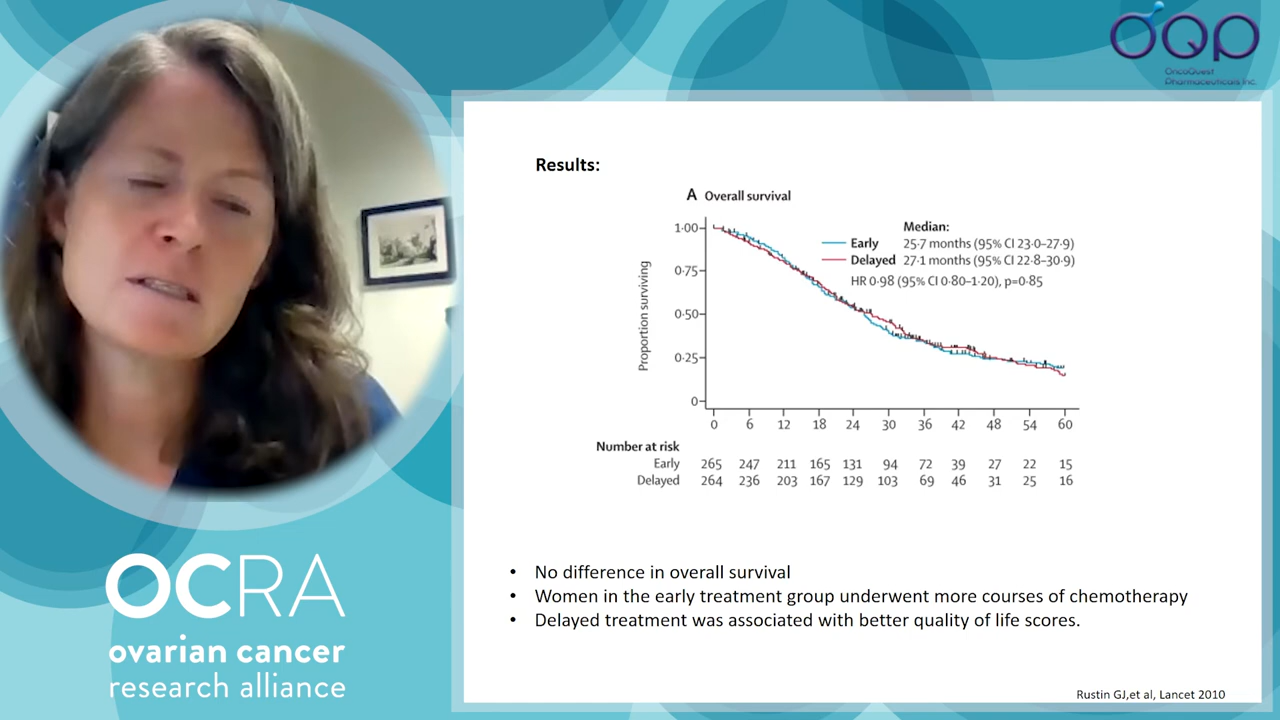 OQP
OncoQuest
Pharmaceuticals Inc.
Results:
A Overall survival
Median:
Early 25·7 months (95% CI 23·0–27·9)
Delayed 27·1 months (95% CI 22·8–30·9)
HR 0·98 (95% CI 0·80–1·20), p=0·85
Proportion surviving
1·00
0·75
0·50
0·25
0
0 6 12 18 24 30 36 42 48 54 60
Number at risk
Early 265 247 211 165 131 94 72 39 27 22 15
Delayed 264 236 203 167 129 103 69 46 31 25 16
• No difference in overall survival
• Women in the early treatment group underwent more courses of chemotherapy
• Delayed treatment was associated with better quality of life scores.
Rustin GJ,et al, Lancet 2010
OCRA
ovarian cancer
research alliance